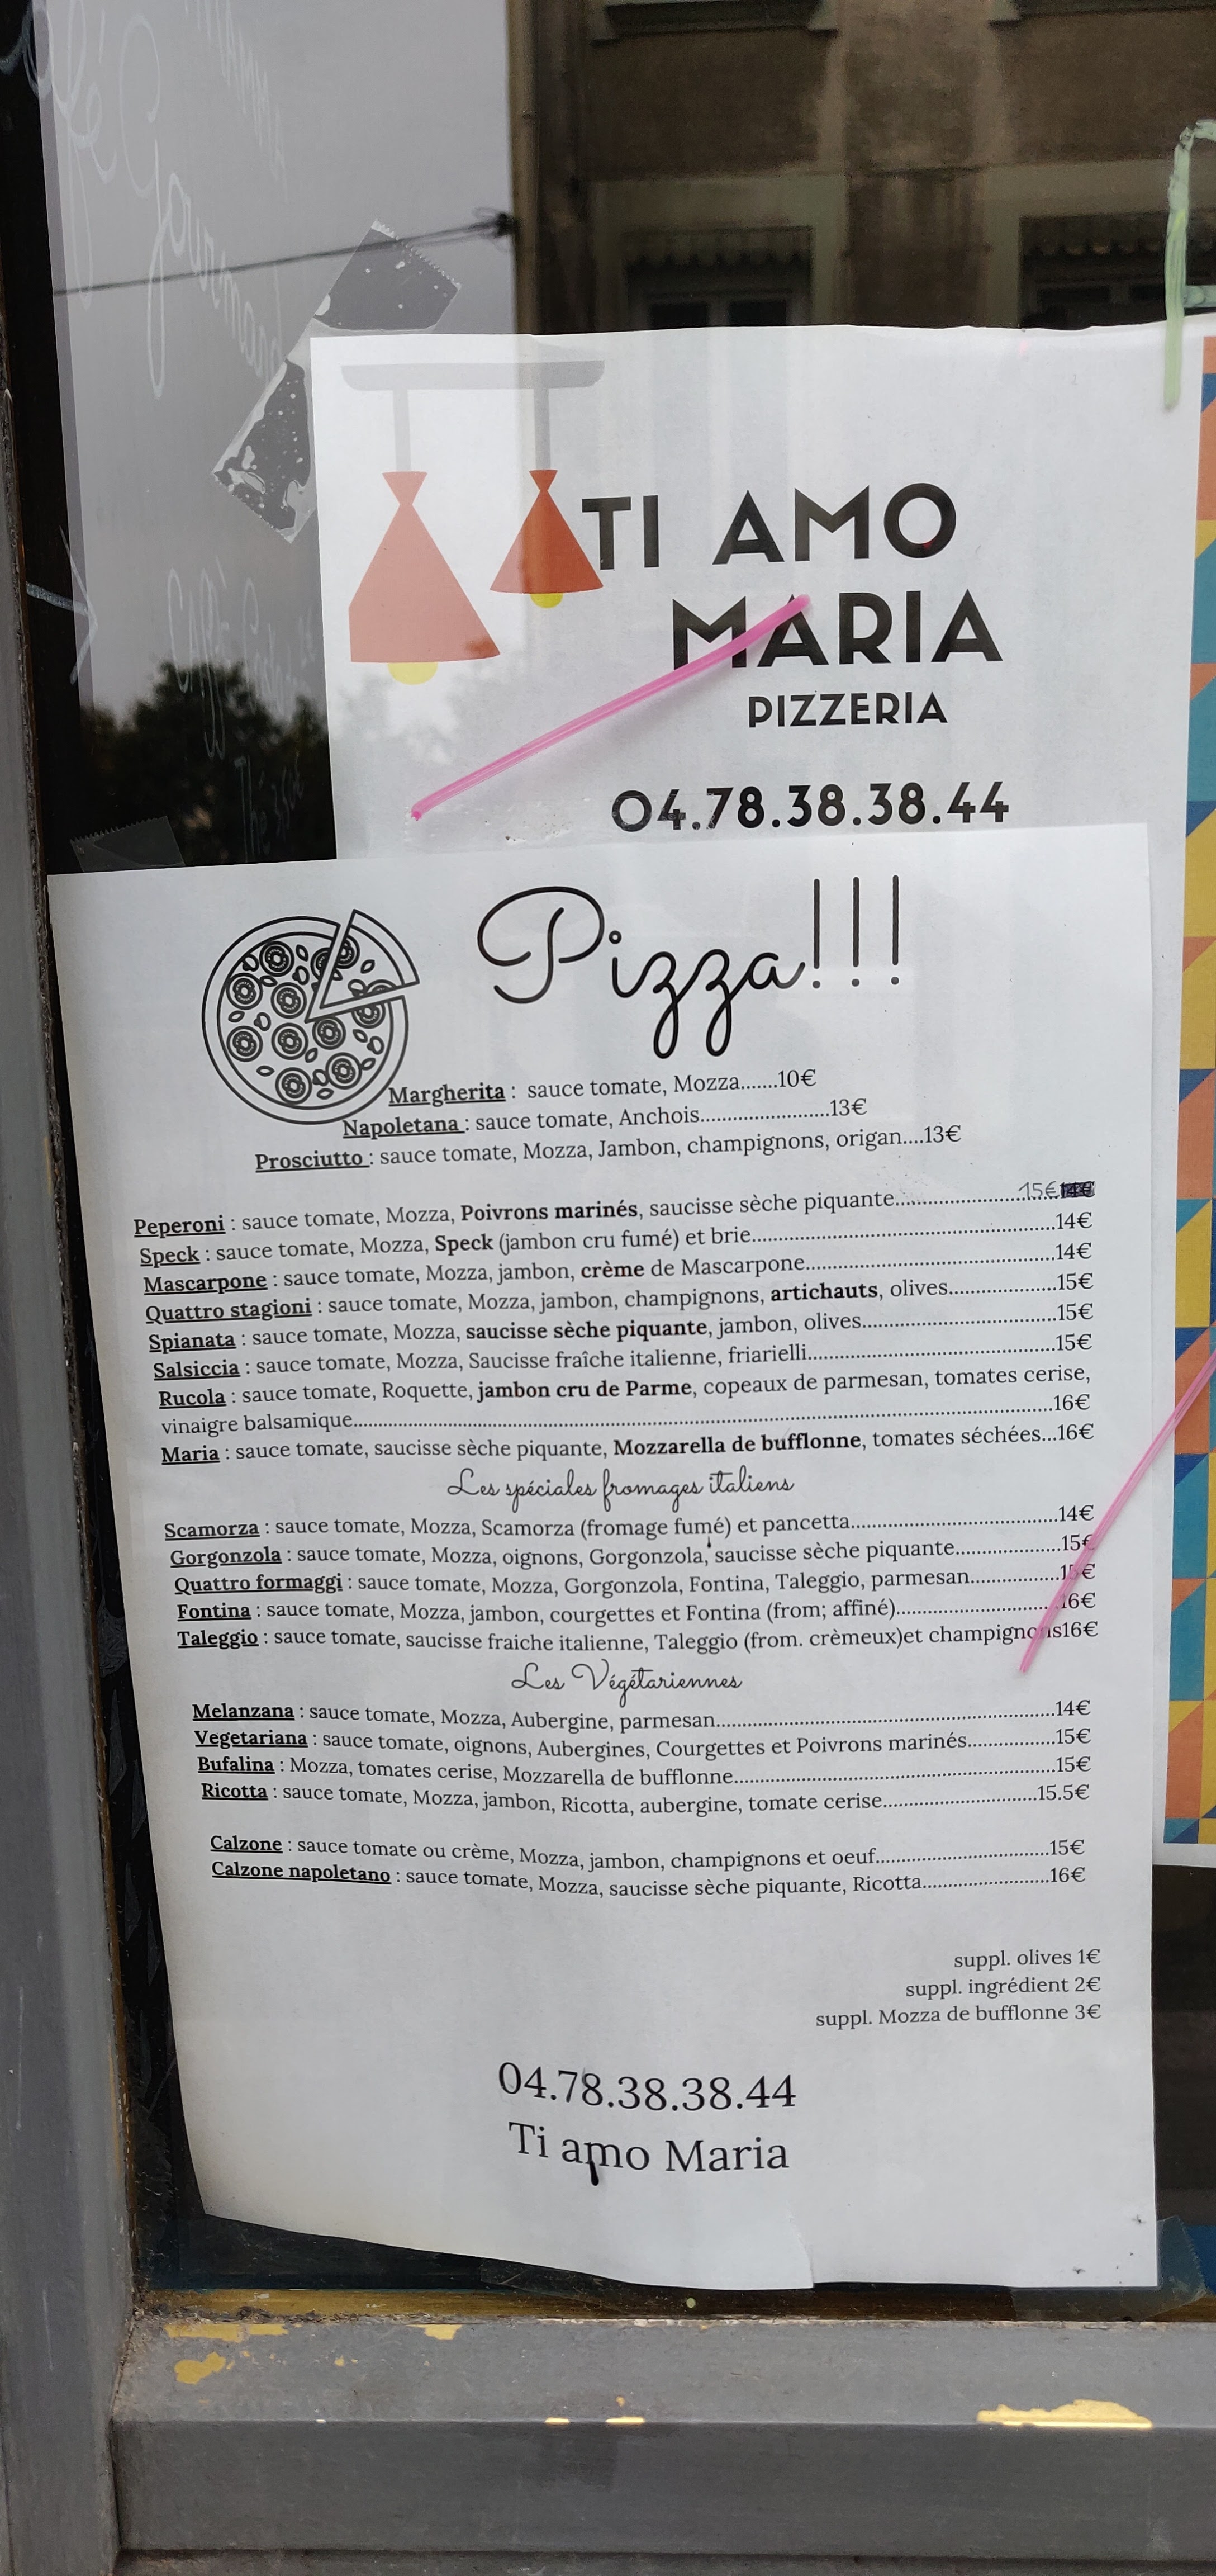 TI AMO
MARIA
PIZZERIA
04.78.38.38.44
Pizza!!!
Margherita : sauce tomate, Mozza.......10€
Napoletana : sauce tomate, Anchois........................13€
Prosciutto : sauce tomate, Mozza, Jambon, champignons, origan....13€
Peperoni : sauce tomate, Mozza, Poivrons marinés, saucisse sèche piquante........................15€
Speck : sauce tomate, Mozza, Speck (jambon cru fumé) et brie........................14€
Mascarpone : sauce tomate, Mozza, jambon, crème de Mascarpone........................14€
Quattro stagioni : sauce tomate, Mozza, jambon, champignons, artichauts, olives....................15€
Spianata : sauce tomate, Mozza, saucisse sèche piquante, jambon, olives........................15€
Salsiccia : sauce tomate, Mozza, Saucisse fraîche italienne, friarielli........................15€
Rucola : sauce tomate, Roquette, jambon cru de Parme, copeaux de parmesan, tomates cerise,
vinaigre balsamique........................16€
Maria : sauce tomate, saucisse sèche piquante, Mozzarella de bufflonne, tomates séchées...16€
Les spéciales fromages italiens
Scamorza : sauce tomate, Mozza, Scamorza (fromage fumé) et pancetta........................14€
Gorgonzola : sauce tomate, Mozza, oignons, Gorgonzola, saucisse sèche piquante....................15€
Quattro formaggi : sauce tomate, Mozza, Gorgonzola, Fontina, Taleggio, parmesan.................15€
Fontina : sauce tomate, Mozza, jambon, courgettes et Fontina (from; affiné)........................16€
Taleggio : sauce tomate, saucisse fraiche italienne, Taleggio (from. crèmeux)et champignons16€
Les Végétariennes
Melanzana : sauce tomate, Mozza, Aubergine, parmesan........................14€
Vegetariana : sauce tomate, oignons, Aubergines, Courgettes et Poivrons marinés.................15€
Bufalina : Mozza, tomates cerise, Mozzarella de bufflonne........................15€
Ricotta : sauce tomate, Mozza, jambon, Ricotta, aubergine, tomate cerise........................15.5€
Calzone : sauce tomate ou crème, Mozza, jambon, champignons et oeuf........................15€
Calzone napoletano : sauce tomate, Mozza, saucisse sèche piquante, Ricotta........................16€
suppl. olives 1€
suppl. ingrédient 2€
suppl. Mozza de bufflonne 3€
04.78.38.38.44
Ti amo Maria